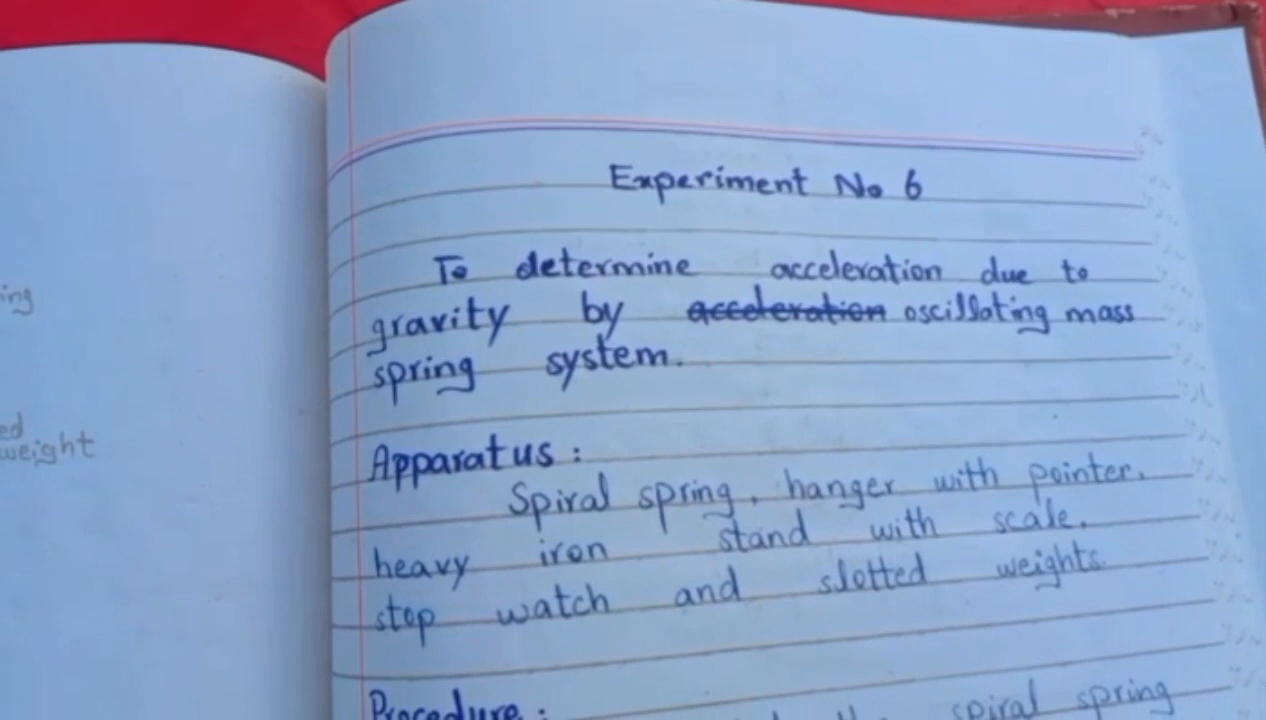 Experiment No 6
To determine acceleration due to
gravity by ~~acceleration~~ oscillating mass
spring system.
Apparatus :
Spiral spring, hanger with pointer,
heavy iron stand with scale,
stop watch and slotted weights.
Procedure :
spiral spring
ing
ed
weight